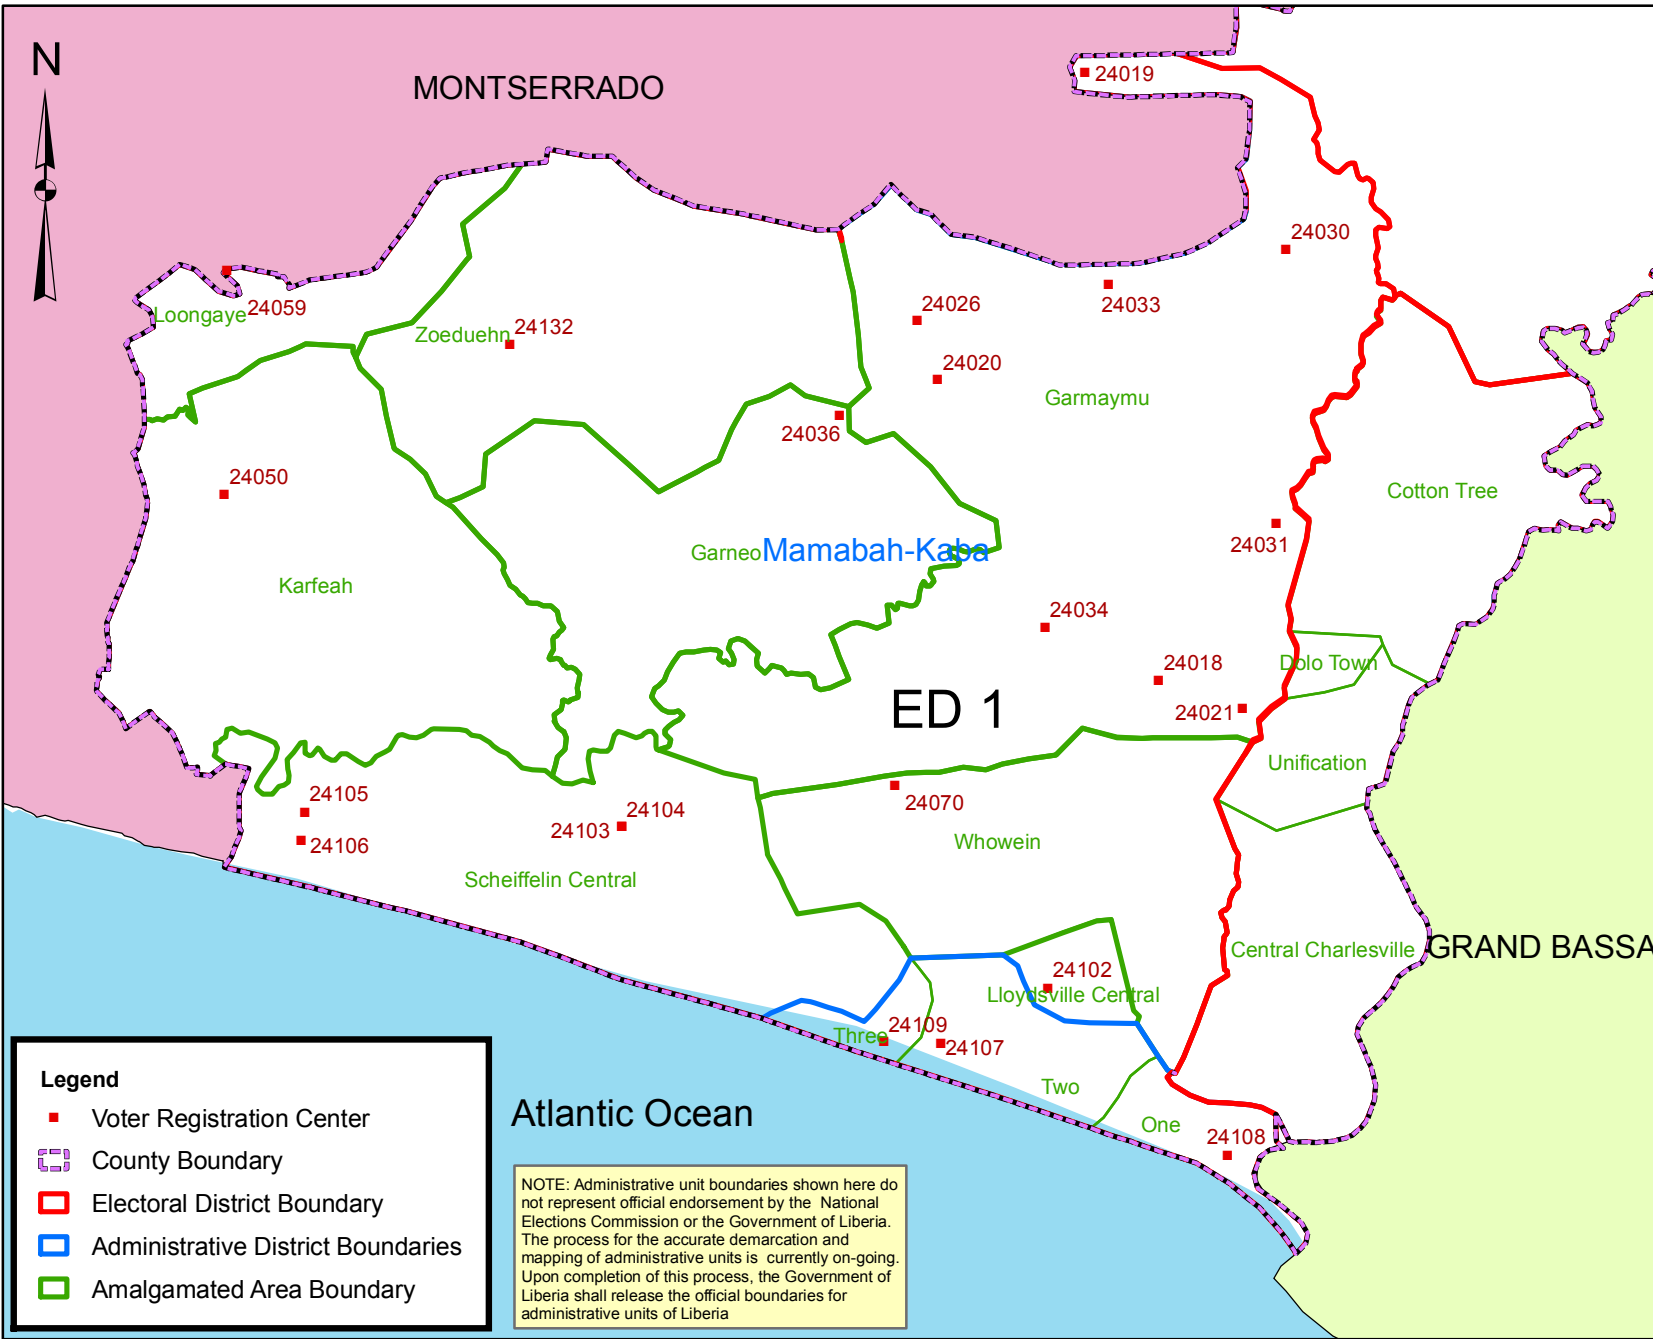 N
MONTSERRADO
24019
24030
24033
24026
24059
Loongaye
Zoeduehn
24132
24020
Garmaymu
24036
24050
Cotton Tree
24031
Garneo
Mamabah-Kaba
Karfeah
24034
24018
Dolo Town
24021
ED 1
Unification
24105
24106
24104
24103
24070
Whowein
Scheiffelin Central
Central Charlesville
GRAND BASSA
24102
Lloydsville Central
24109
Three
24107
Two
One
24108
Atlantic Ocean
Legend
Voter Registration Center
County Boundary
Electoral District Boundary
Administrative District Boundaries
Amalgamated Area Boundary
NOTE: Administrative unit boundaries shown here do
not represent official endorsement by the National
Elections Commission or the Government of Liberia.
The process for the accurate demarcation and
mapping of administrative units is currently on-going.
Upon completion of this process, the Government of
Liberia shall release the official boundaries for
administrative units of Liberia